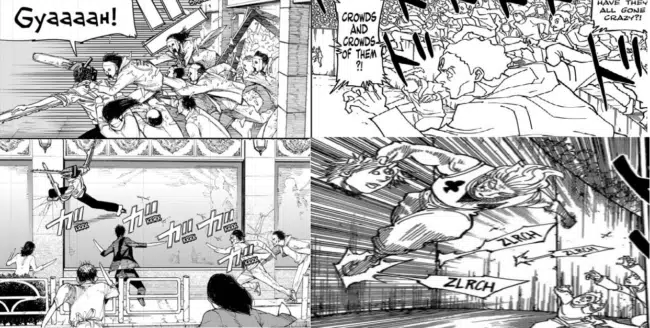 Gyaaaah!
CROWDS
AND
CROWDS
OF THEM
?!
HAVE THEY
ALL GONE
CRAZY?!
ドドド
ド
ガガガガ
ZLRCH
ZLRCH
ZLRCH